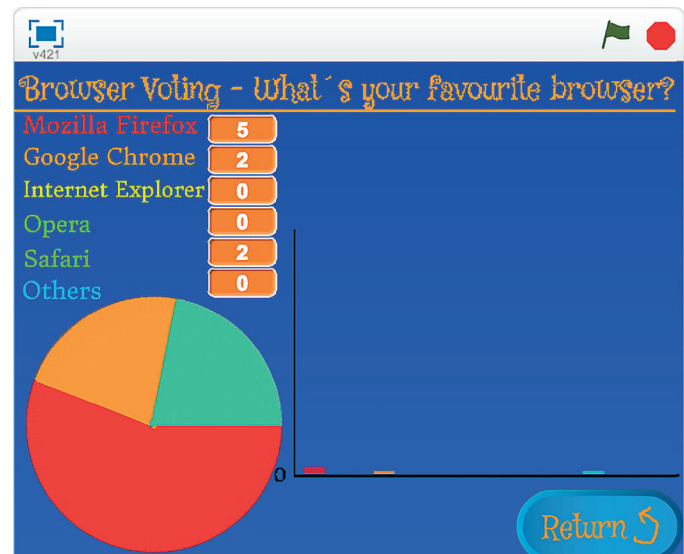 v421
Browser Voting - What´s your favourite browser?
Mozilla Firefox 5
Google Chrome 2
Internet Explorer 0
Opera 0
Safari 2
Others 0
0
Return